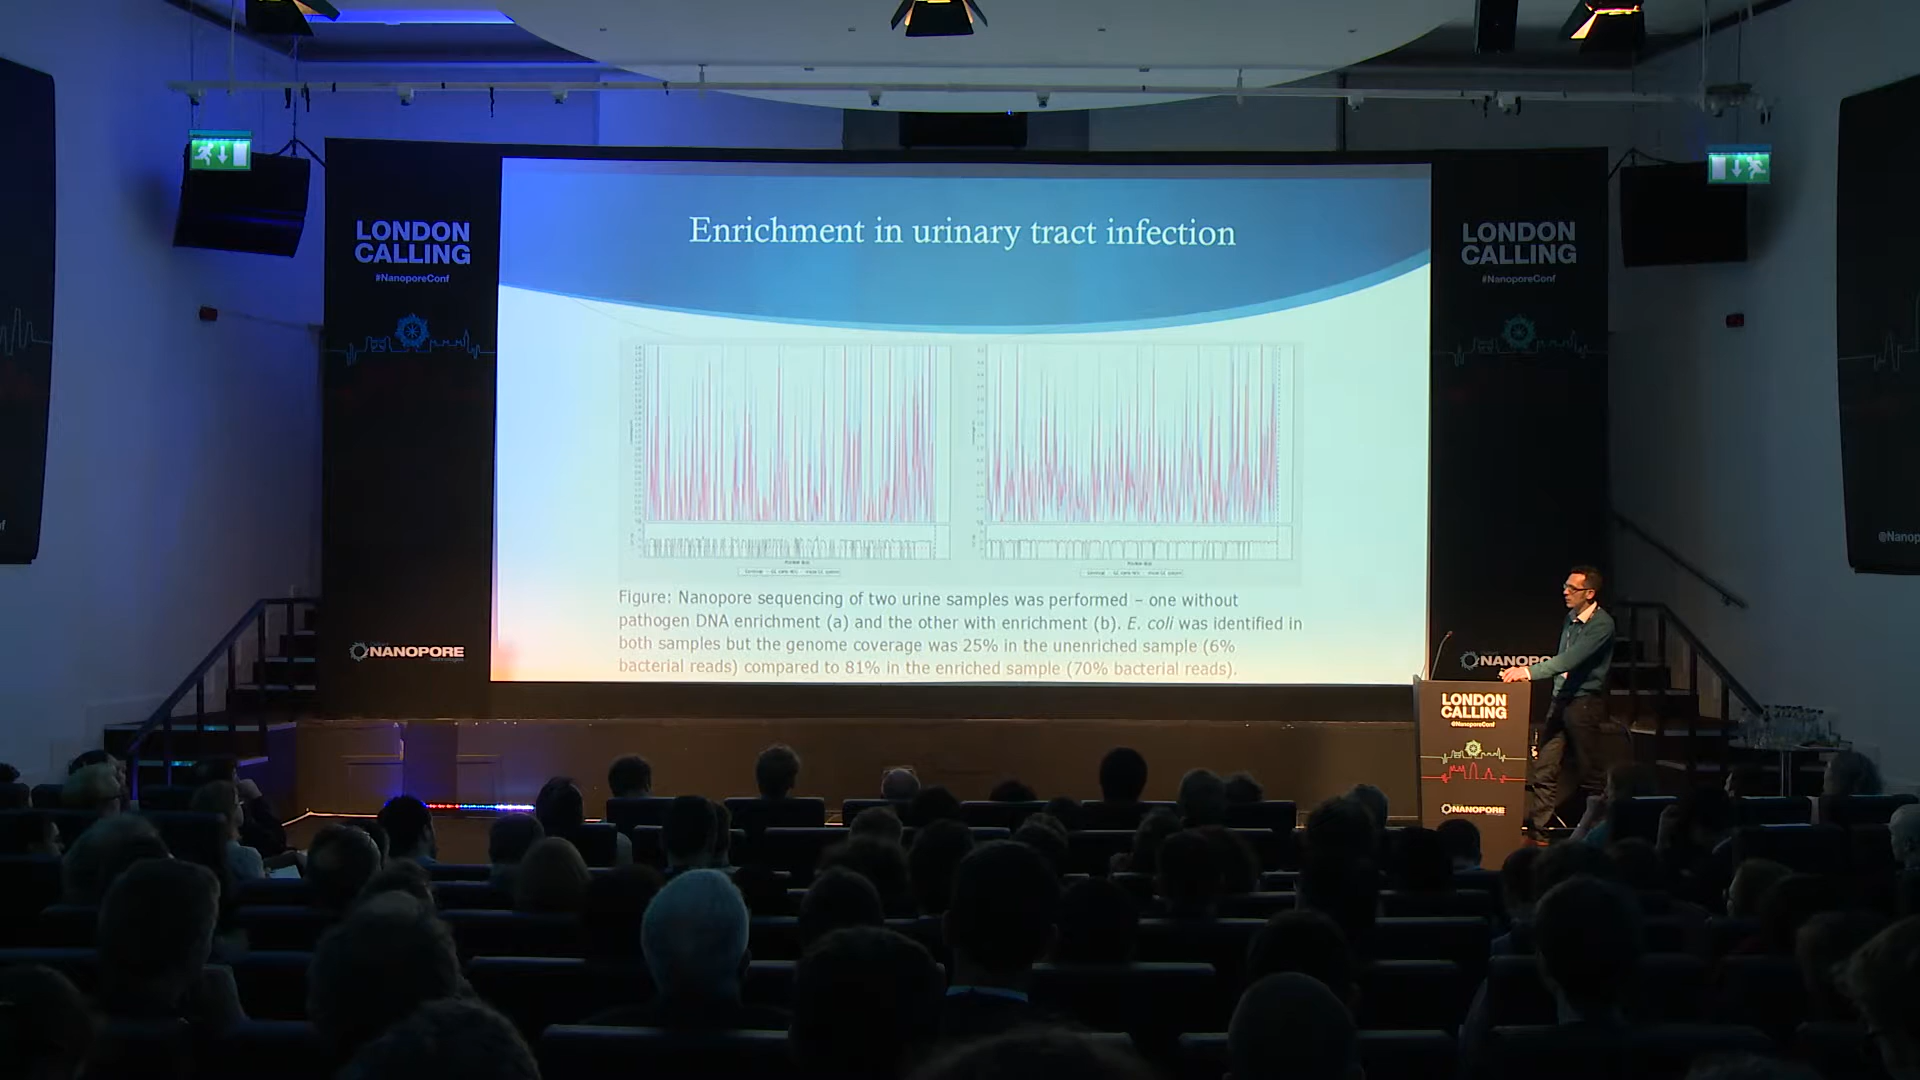 LONDON
CALLING
#NanoporeConf
NANOPORE
Enrichment in urinary tract infection
Figure: Nanopore sequencing of two urine samples was performed – one without
pathogen DNA enrichment (a) and the other with enrichment (b). E. coli was identified in
both samples but the genome coverage was 25% in the unenriched sample (6%
bacterial reads) compared to 81% in the enriched sample (70% bacterial reads).
LONDON
CALLING
#NanoporeConf
NANOPO
LONDON
CALLING
@NanoporeConf
NANOPORE
@Nanop